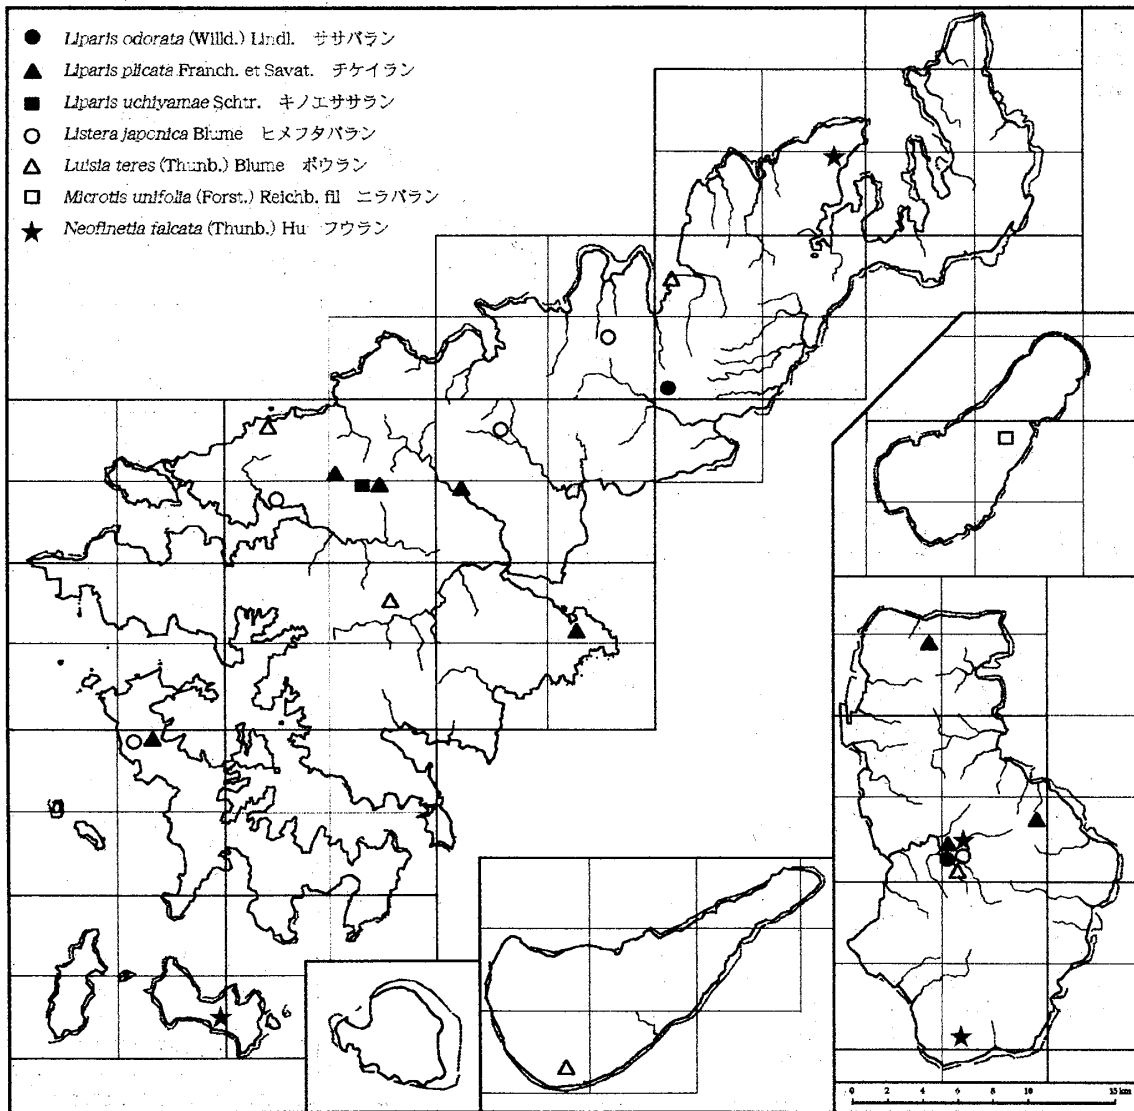 ● Liparis odorata (Willd.) Lindl. ササバラン
▲ Liparis plicata Franch. et Savat. チケイラン
■ Liparis uchiyamae Schtr. キノエササラン
○ Listera japonica Blume ヒメフタバラン
△ Luisia teres (Thunb.) Blume ボウラン
□ Microtis unifolia (Forst.) Reichb. fil ニラバラン
★ Neofinetia falcata (Thunb.) Hu フウラン
0 2 4 6 8 10 15 km